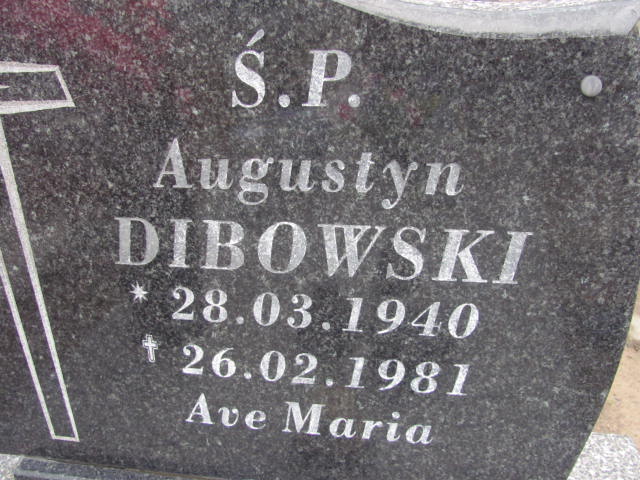 Ś.P.
Augustyn
DIBOWSKI
* 28.03.1940
✝ 26.02.1981
Ave Maria